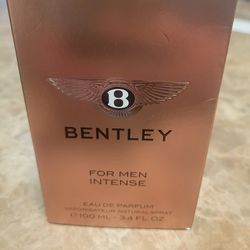 B
BENTLEY
FOR MEN
INTENSE
EAU DE PARFUM
VAPORISATEUR NATURAL SPRAY
℮100 ML - 3.4 FL. OZ